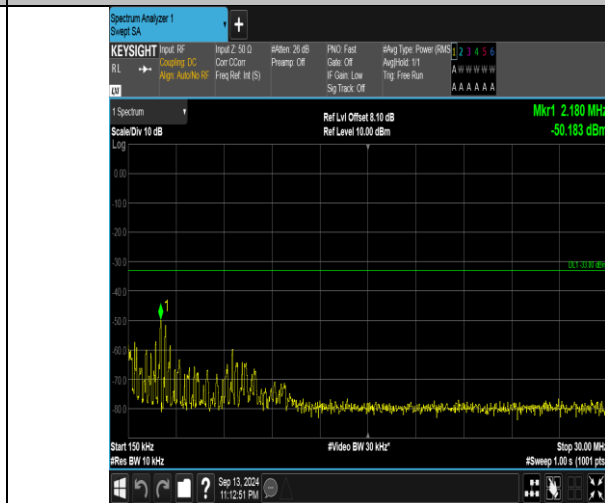 Spectrum Analyzer 1
Swept SA
+
KEYSIGHT Input: RF Input Z: 50 Ω #Atten: 26 dB PNO: Fast #Avg Type: Power (RMS 1 2 3 4 5 6
RL Coupling: DC Corr CCorr Preamp: Off Gate: Off Avg|Hold: 1/1 A W W W W W
Align: Auto/No RF Freq Ref: Int (S) IF Gain: Low Trig: Free Run
Sig Track: Off A A A A A A
LXI
1 Spectrum Ref Lvl Offset 8.10 dB Mkr1 2.180 MHz
Scale/Div 10 dB Ref Level 10.00 dBm -50.183 dBm
Log
0.00
-10.0
-20.0
-30.0
DL1 -33.00 dBm
-40.0
1
-50.0
-60.0
-70.0
-80.0
Start 150 kHz #Video BW 30 kHz* Stop 30.00 MHz
#Res BW 10 kHz #Sweep 1.00 s (1001 pts
? Sep 13, 2024
11:12:51 PM